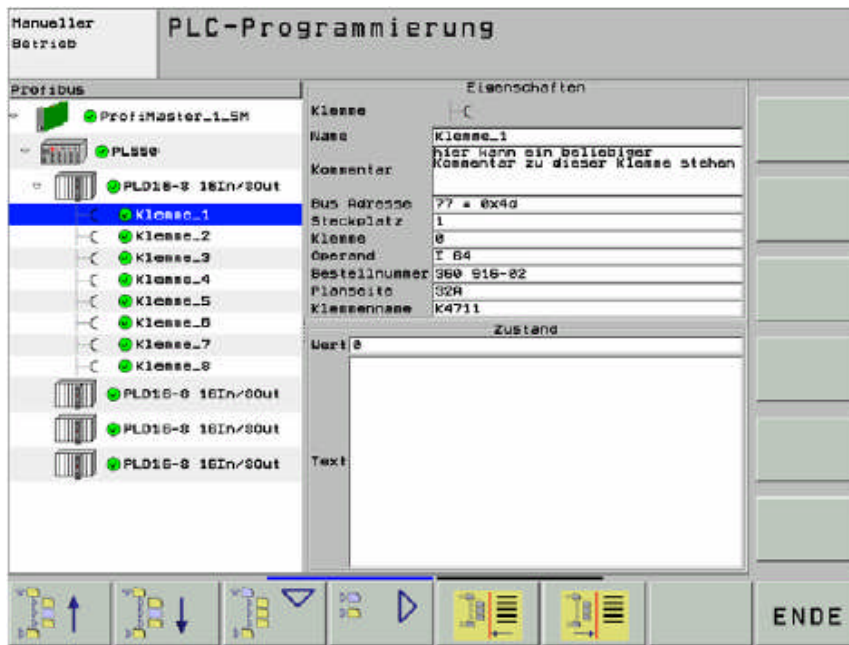 Manueller
Betrieb
PLC-Programmierung
Profibus
ProfiMaster_1_SM
PL550
PLD16-8 16In/8Out
Klemme_1
Klemme_2
Klemme_3
Klemme_4
Klemme_5
Klemme_6
Klemme_7
Klemme_8
PLD16-8 16In/8Out
PLD16-8 16In/8Out
PLD16-8 16In/8Out
Eigenschaften
Klemme
Name Klemme_1
Kommentar hier kann ein beliebiger
Kommentar zu dieser Klemme stehen
Bus Adresse 77 = 0x4d
Steckplatz 1
Klemme 0
Operand I 64
Bestellnummer 360 916-02
Planseite 32A
Klemmenname K4711
Zustand
Wert 0
Text
ENDE